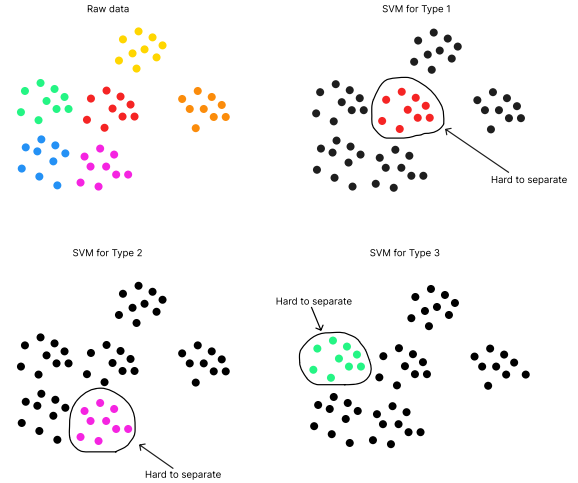 Raw data
SVM for Type 1
Hard to separate
SVM for Type 2
SVM for Type 3
Hard to separate
Hard to separate